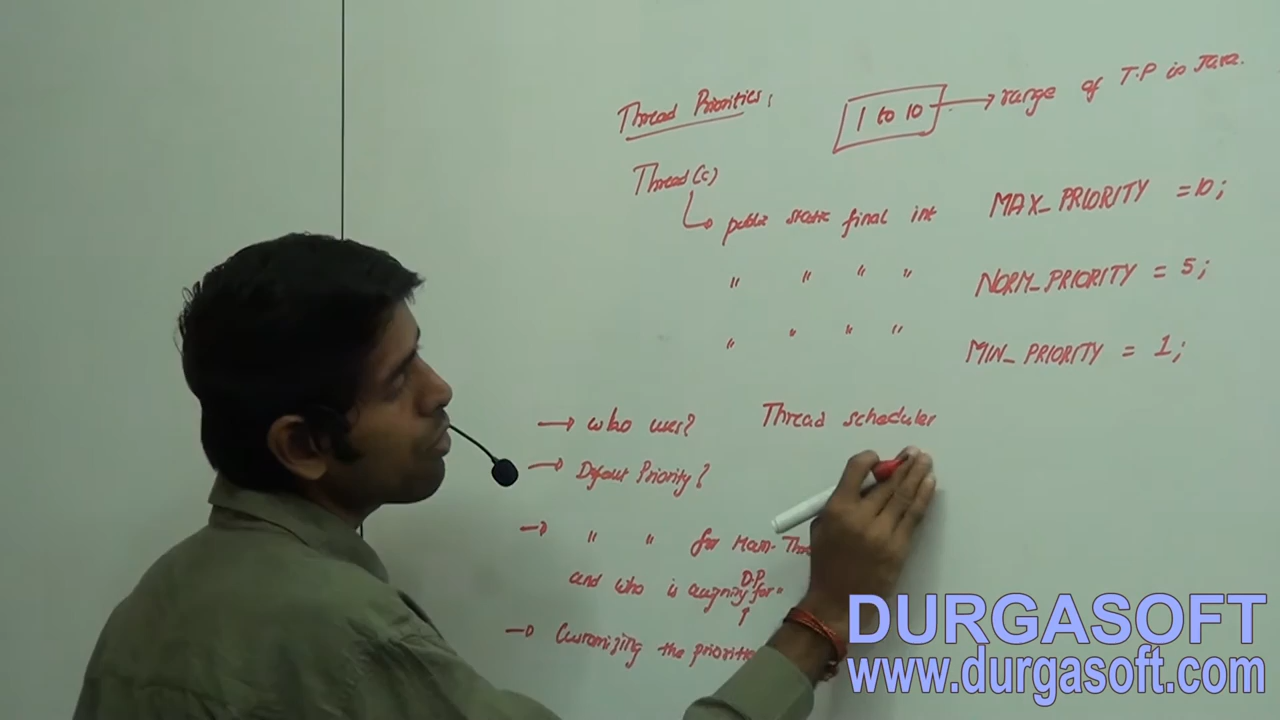 Thread Priorities:
1 to 10 → range of T.P in Java.
Thread(c)
public static final int MAX_PRIORITY = 10;
" " " " NORM_PRIORITY = 5;
" " " " MIN_PRIORITY = 1;
→ who uses? Thread scheduler
→ Default Priority?
→ " " for Main-
D.P
and who is assigning for "
→ Customizing the
DURGASOFT
www.durgasoft.com